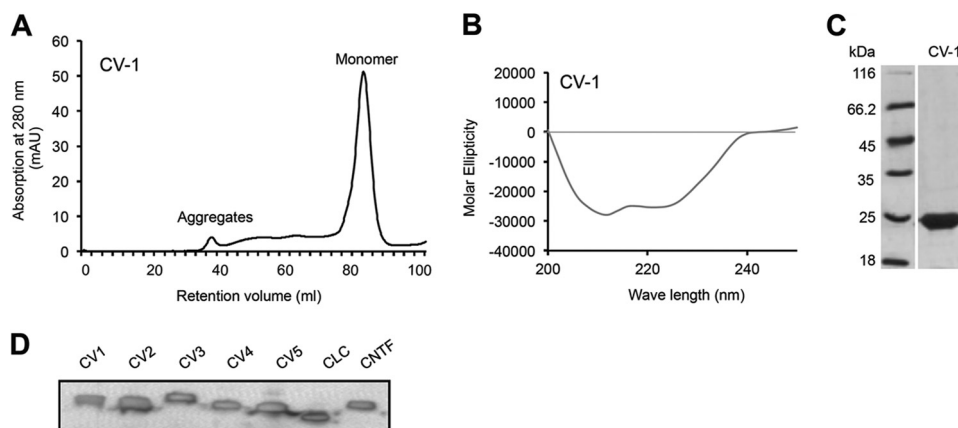 A
CV-1
Monomer
Aggregates
Absorption at 280 nm
(mAU)
60
50
40
30
20
10
0
0
20
40
60
80
100
Retention volume (ml)
B
CV-1
Molar Ellipticity
20000
10000
0
-10000
-20000
-30000
-40000
200
220
240
Wave length (nm)
C
kDa
CV-1
116
66.2
45
35
25
18
D
CV1
CV2
CV3
CV4
CV5
CLC
CNTF